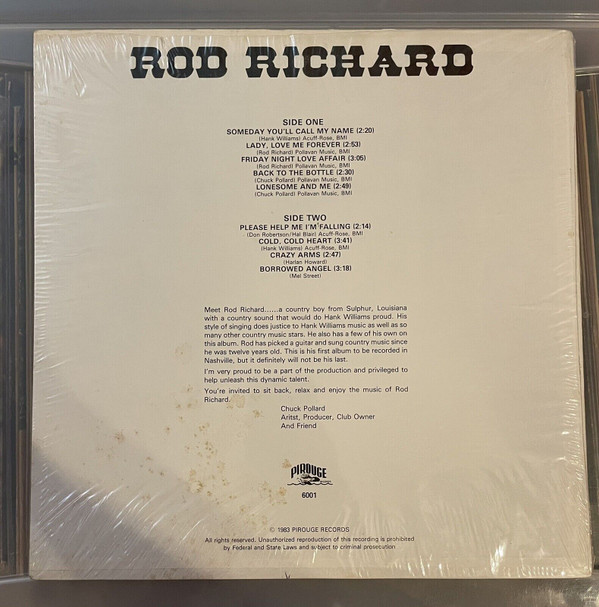 ROD RICHARD
SIDE ONE
SOMEDAY YOU'LL CALL MY NAME (2:20)
(Hank Williams) Acuff-Rose, BMI
LADY, LOVE ME FOREVER (2:53)
(Rod Richard) Pollavan Music, BMI
FRIDAY NIGHT LOVE AFFAIR (3:05)
(Rod Richard) Pollavan Music, BMI
BACK TO THE BOTTLE (2:30)
(Chuck Pollard) Pollavan Music, BMI
LONESOME AND ME (2:49)
(Chuck Pollard) Pollavan Music, BMI
SIDE TWO
PLEASE HELP ME I'M FALLING (2:14)
(Don Robertson/Hal Blair) Acuff-Rose, BMI
COLD, COLD HEART (3:41)
(Hank Williams) Acuff-Rose, BMI
CRAZY ARMS (2:47)
(Harlan Howard)
BORROWED ANGEL (3:18)
(Mel Street)
Meet Rod Richard......a country boy from Sulphur, Louisiana
with a country sound that would do Hank Williams proud. His
style of singing does justice to Hank Williams music as well as so
many other country music stars. He also has a few of his own on
this album. Rod has picked a guitar and sung country music since
he was twelve years old. This is his first album to be recorded in
Nashville, but it definitely will not be his last.
I'm very proud to be a part of the production and privileged to
help unleash this dynamic talent.
You're invited to sit back, relax and enjoy the music of Rod
Richard.
Chuck Pollard
Aritst, Producer, Club Owner
And Friend
PIROUGE
6001
© 1983 PIROUGE RECORDS
All rights reserved. Unauthorized reproduction of this recording is prohibited
by Federal and State Laws and subject to criminal prosecution